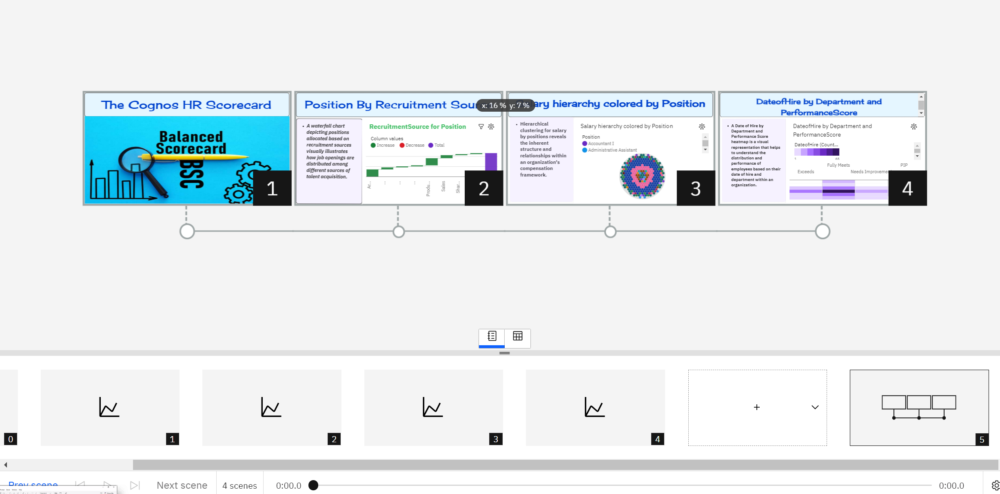 The Cognos HR Scorecard
Balanced
Scorecard
BSC
1
Position By Recruitment Sour
x: 16 % y: 7 %
• A waterfall chart
depicting positions
allocated based on
recruitment sources
visually illustrates
how job openings are
distributed among
different sources of
talent acquisition.
RecruitmentSource for Position
Column values
Increase Decrease Total
Ar...
Produ...
Sales
Shar...
2
Salary hierarchy colored by Position
• Hierarchical
clustering for salary
by positions reveals
the inherent
structure and
relationships within
an organization's
compensation
framework.
Salary hierarchy colored by Position
Position
Accountant I
Administrative Assistant
3
DateofHire by Department and
PerformanceScore
• A Date of Hire by
Department and
Performance Score
heatmap is a visual
representation that helps
to understand the
distribution and
performance of
employees based on their
date of hire and
department within an
organization.
DateofHire by Department and
PerformanceScore
DateofHire (Count...
1 65
Fully Meets PIP
Exceeds Needs Improvemen
4
0 1 2 3 4 + 5
Prev scene Next scene 4 scenes 0:00.0 0:00.0